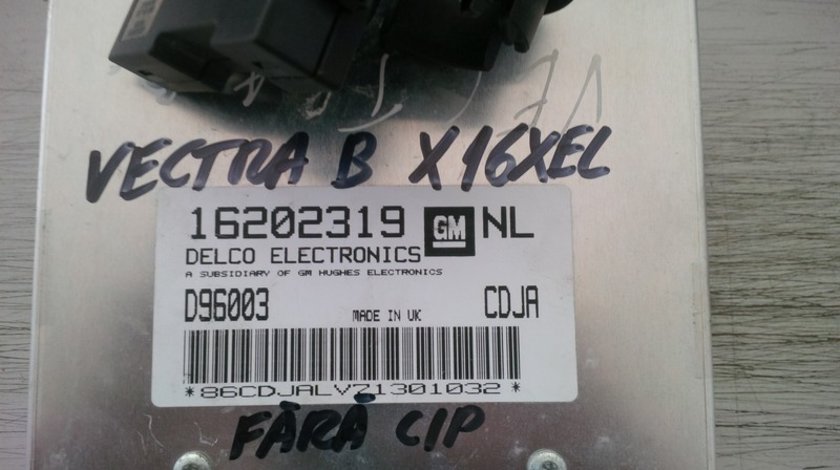 VECTRA B X16XEL
16202319 GM NL
DELCO ELECTRONICS
A SUBSIDIARY OF GM HUGHES ELECTRONICS
D96003 MADE IN UK CDJA
*86CDJALV71301032*
FĂRĂ CIP